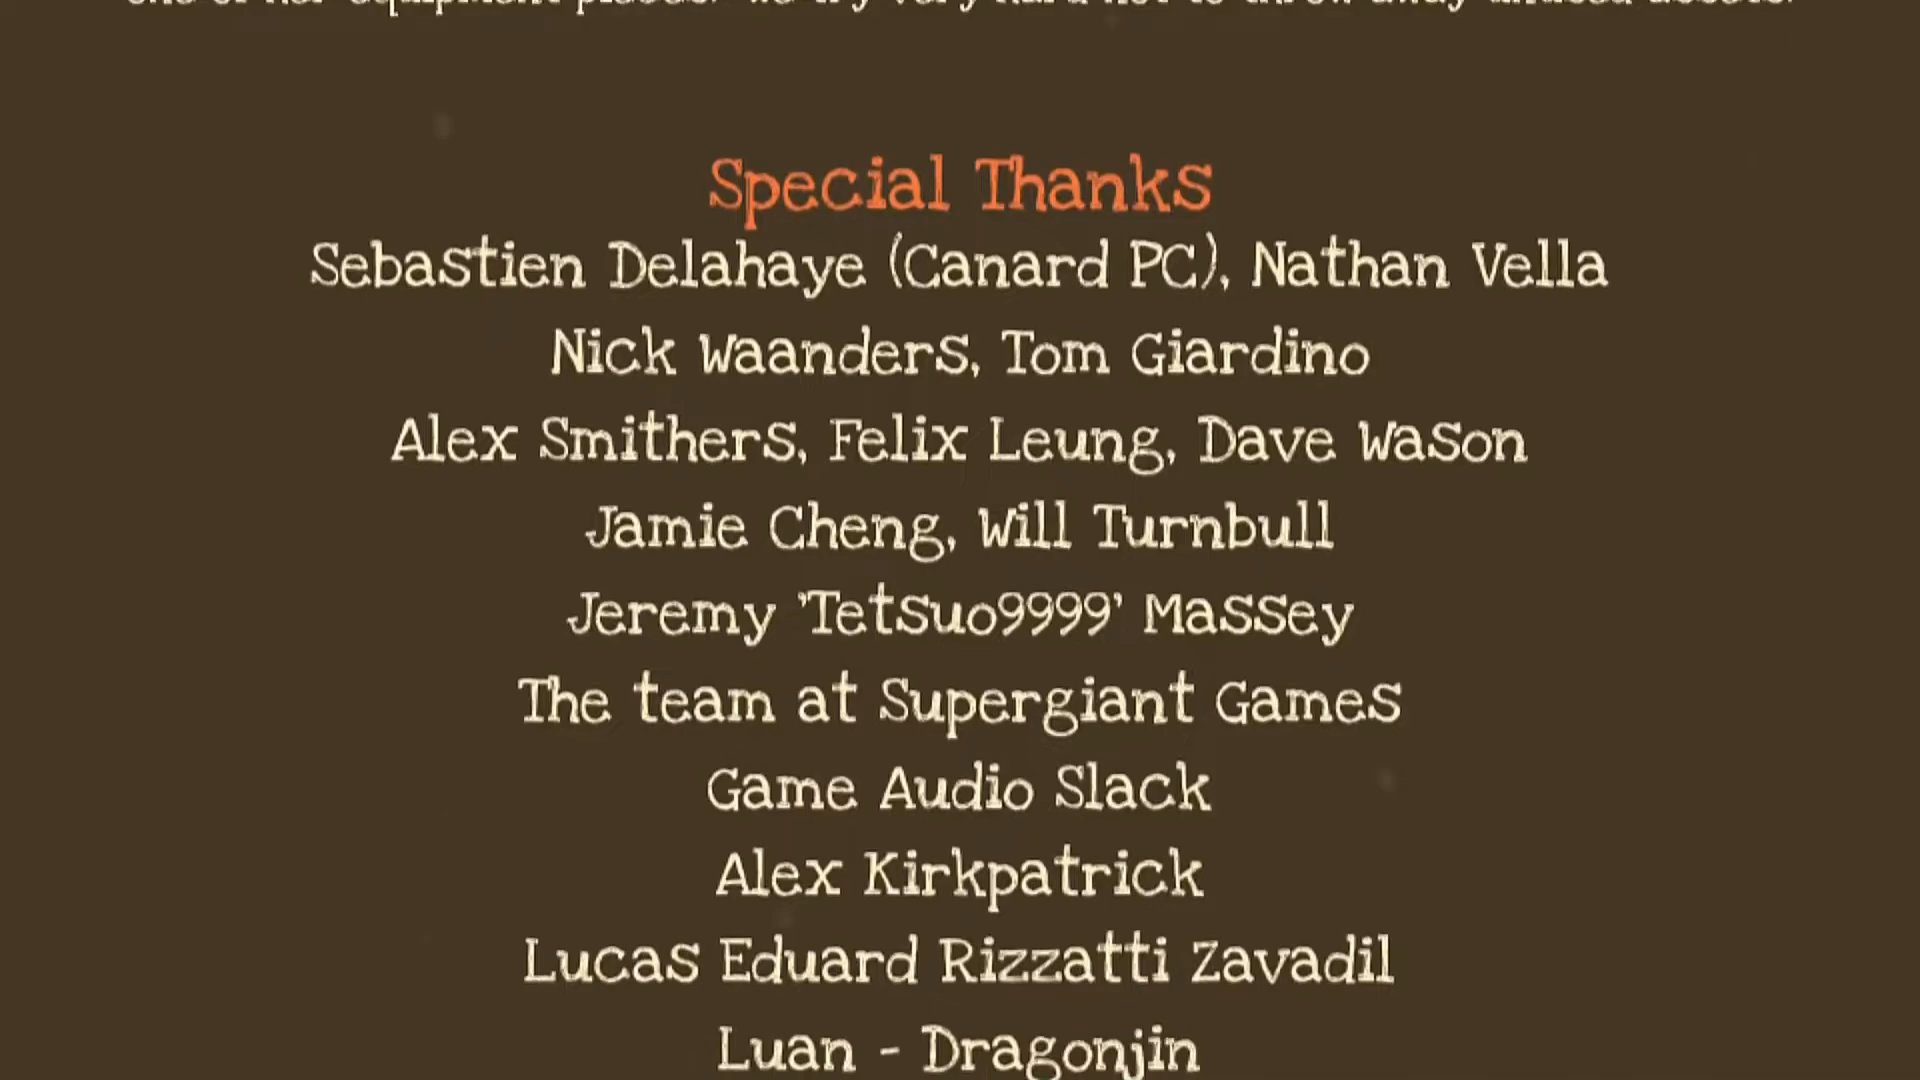 Special Thanks
Sebastien Delahaye (Canard PC), Nathan Vella
Nick Waanders, Tom Giardino
Alex Smithers, Felix Leung, Dave Wason
Jamie Cheng, Will Turnbull
Jeremy 'Tetsuo9999' Massey
The team at Supergiant Games
Game Audio Slack
Alex Kirkpatrick
Lucas Eduard Rizzatti Zavadil
Luan - Dragonjin